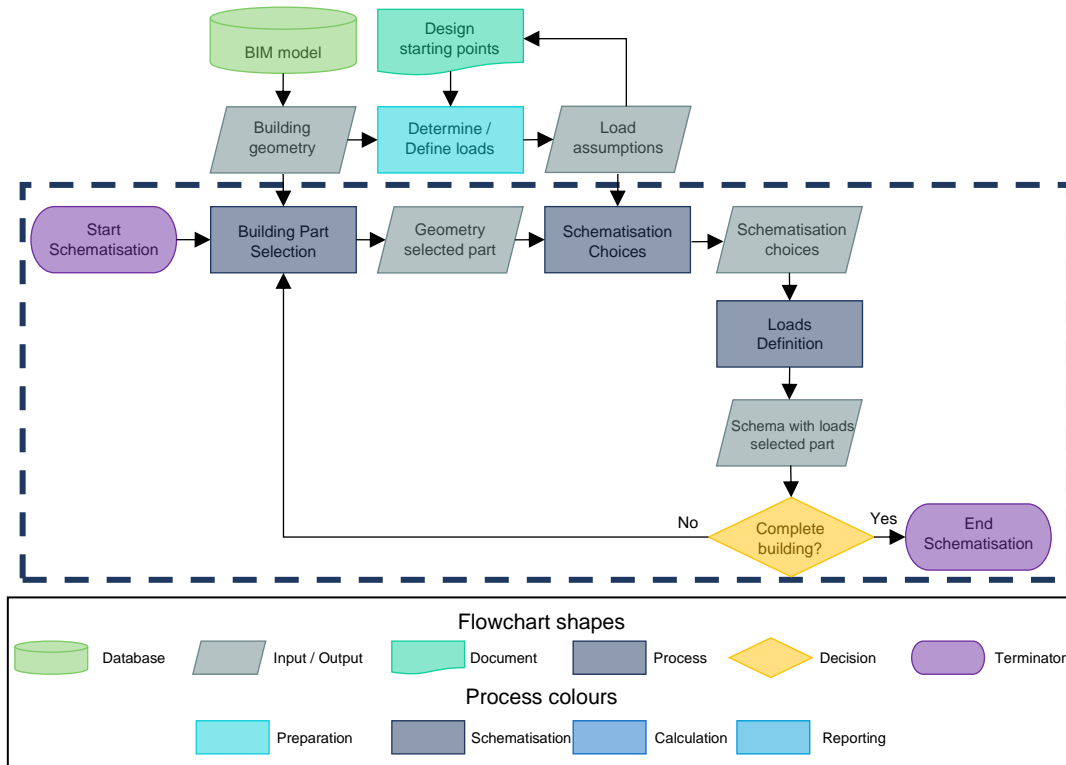 BIM model
Design
starting points
Building
geometry
Determine /
Define loads
Load
assumptions
Start
Schematisation
Building Part
Selection
Geometry
selected part
Schematisation
Choices
Schematisation
choices
Loads
Definition
Schema with loads
selected part
Complete
building?
No
Yes
End
Schematisation
Flowchart shapes
Database
Input / Output
Document
Process
Decision
Terminator
Process colours
Preparation
Schematisation
Calculation
Reporting